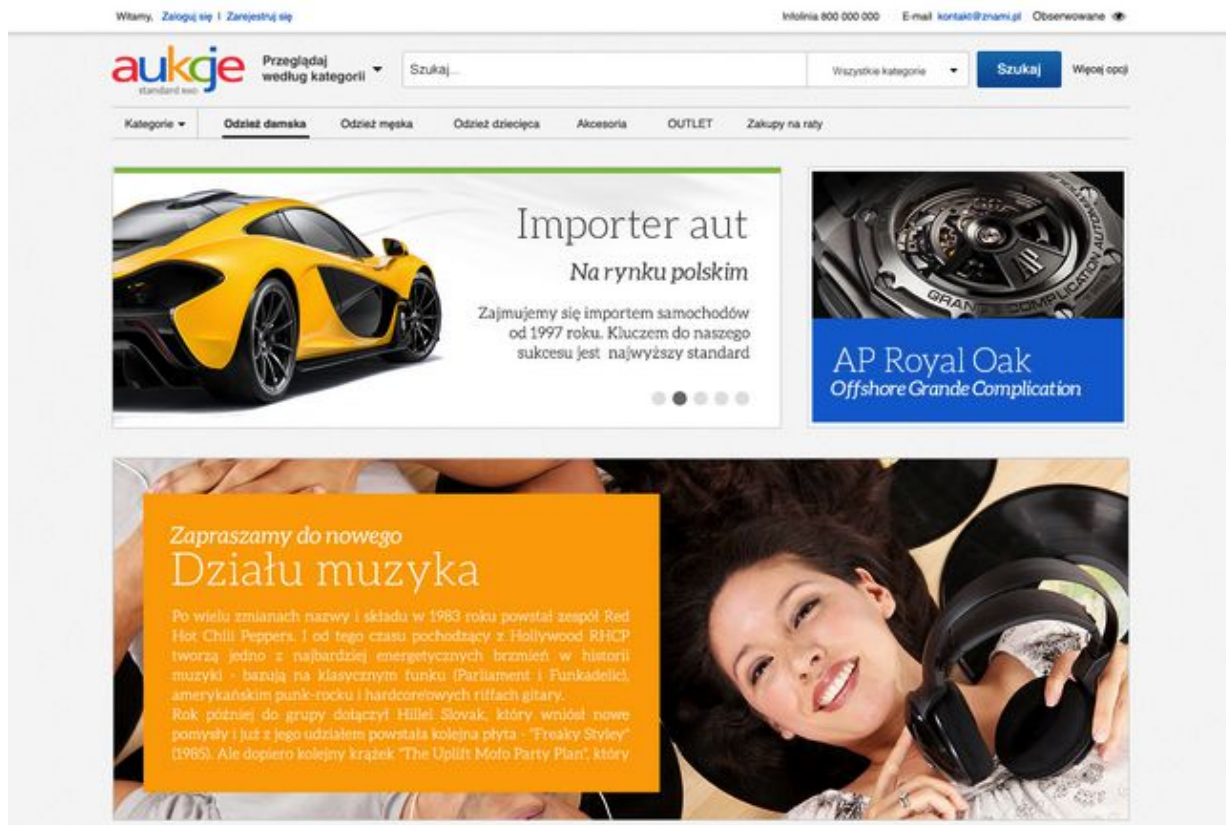 Witamy, Zaloguj się | Zarejestruj się
Infolinia 800 000 000 E-mail kontakt@znami.pl Obserwowane
aukcje
Przeglądaj
według kategorii
Szukaj...
Wszystkie kategorie
Szukaj
Więcej opcji
Kategorie
Odzież damska
Odzież męska
Odzież dziecięca
Akcesoria
OUTLET
Zakupy na raty
Importer aut
Na rynku polskim
Zajmujemy się importem samochodów
od 1997 roku. Kluczem do naszego
sukcesu jest najwyższy standard
AP
GRANDE COMPLICATION
AP Royal Oak
Offshore Grande Complication
Zapraszamy do nowego
Działu muzyka
Po wielu zmianach nazwy i składu w 1983 roku powstał zespół Red
Hot Chili Peppers. I od tego czasu pochodzący z Hollywood RHCP
tworzą jedno z najbardziej energetycznych brzmień w historii
muzyki - bazują na klasycznym funku (Parliament i Funkadelic),
amerykańskim punk-rocku i hardcore'owych riffach gitary.
Rok później do grupy dołączył Hillel Slovak, który wniósł nowe
pomysły i już z jego udziałem powstała kolejna płyta - "Freaky Styley"
(1985). Ale dopiero kolejny krążek "The Uplift Mofo Party Plan", który